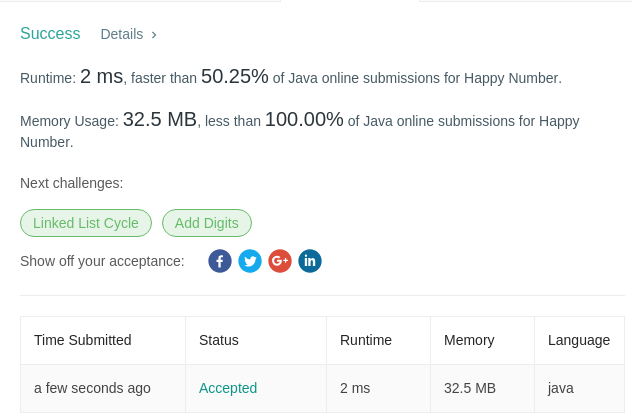 Success Details >
Runtime: 2 ms, faster than 50.25% of Java online submissions for Happy Number.
Memory Usage: 32.5 MB, less than 100.00% of Java online submissions for Happy
Number.
Next challenges:
Linked List Cycle Add Digits
Show off your acceptance: f G+ in
Time Submitted Status Runtime Memory Language
a few seconds ago Accepted 2 ms 32.5 MB java